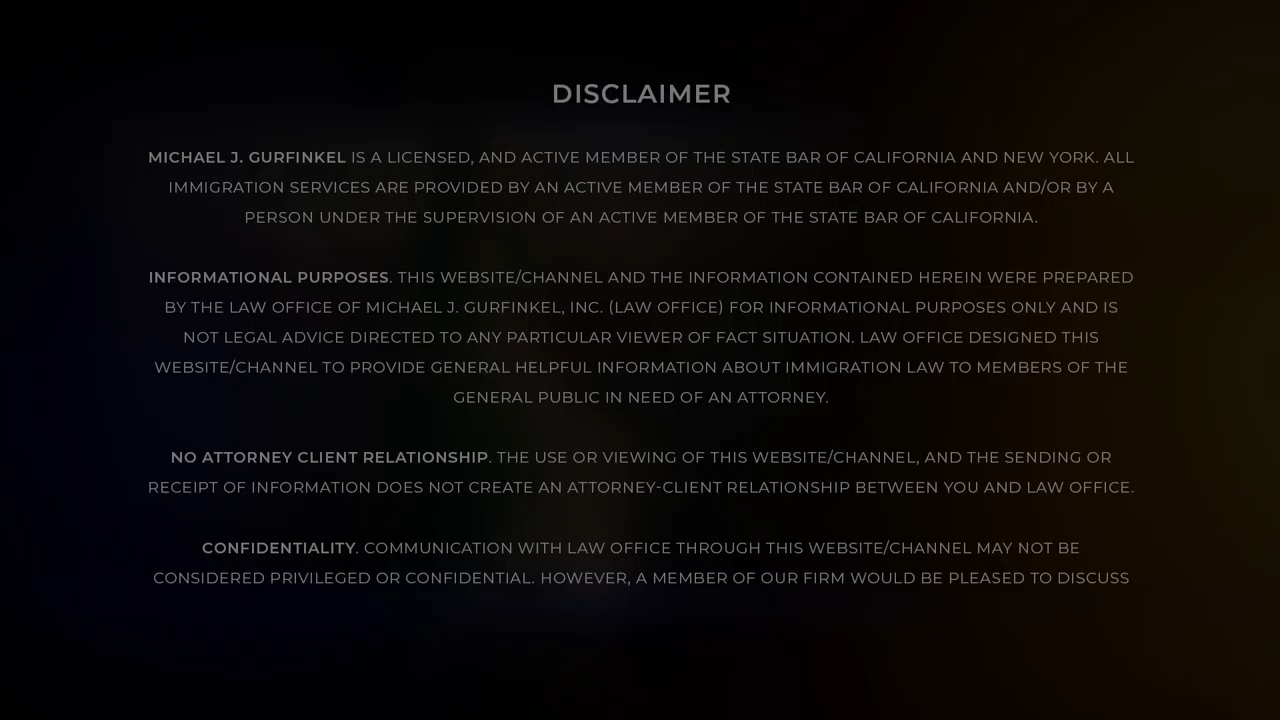 DISCLAIMER
MICHAEL J. GURFINKEL IS A LICENSED, AND ACTIVE MEMBER OF THE STATE BAR OF CALIFORNIA AND NEW YORK. ALL
IMMIGRATION SERVICES ARE PROVIDED BY AN ACTIVE MEMBER OF THE STATE BAR OF CALIFORNIA AND/OR BY A
PERSON UNDER THE SUPERVISION OF AN ACTIVE MEMBER OF THE STATE BAR OF CALIFORNIA.
INFORMATIONAL PURPOSES. THIS WEBSITE/CHANNEL AND THE INFORMATION CONTAINED HEREIN WERE PREPARED
BY THE LAW OFFICE OF MICHAEL J. GURFINKEL, INC. (LAW OFFICE) FOR INFORMATIONAL PURPOSES ONLY AND IS
NOT LEGAL ADVICE DIRECTED TO ANY PARTICULAR VIEWER OF FACT SITUATION. LAW OFFICE DESIGNED THIS
WEBSITE/CHANNEL TO PROVIDE GENERAL HELPFUL INFORMATION ABOUT IMMIGRATION LAW TO MEMBERS OF THE
GENERAL PUBLIC IN NEED OF AN ATTORNEY.
NO ATTORNEY CLIENT RELATIONSHIP. THE USE OR VIEWING OF THIS WEBSITE/CHANNEL, AND THE SENDING OR
RECEIPT OF INFORMATION DOES NOT CREATE AN ATTORNEY-CLIENT RELATIONSHIP BETWEEN YOU AND LAW OFFICE.
CONFIDENTIALITY. COMMUNICATION WITH LAW OFFICE THROUGH THIS WEBSITE/CHANNEL MAY NOT BE
CONSIDERED PRIVILEGED OR CONFIDENTIAL. HOWEVER, A MEMBER OF OUR FIRM WOULD BE PLEASED TO DISCUSS